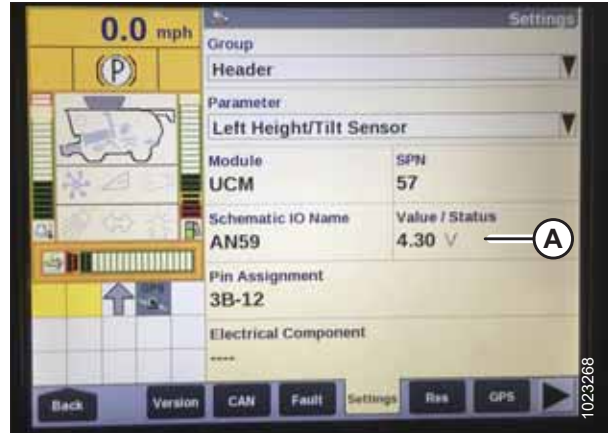 0.0 mph
Settings
(P)
Group
Header
Parameter
Left Height/Tilt Sensor
Module
UCM
SPN
57
Schematic IO Name
AN59
Value / Status
4.30 V
A
Pin Assignment
3B-12
Electrical Component
----
GPS
Back
Version
CAN
Fault
Settings
Res
GPS
1023268